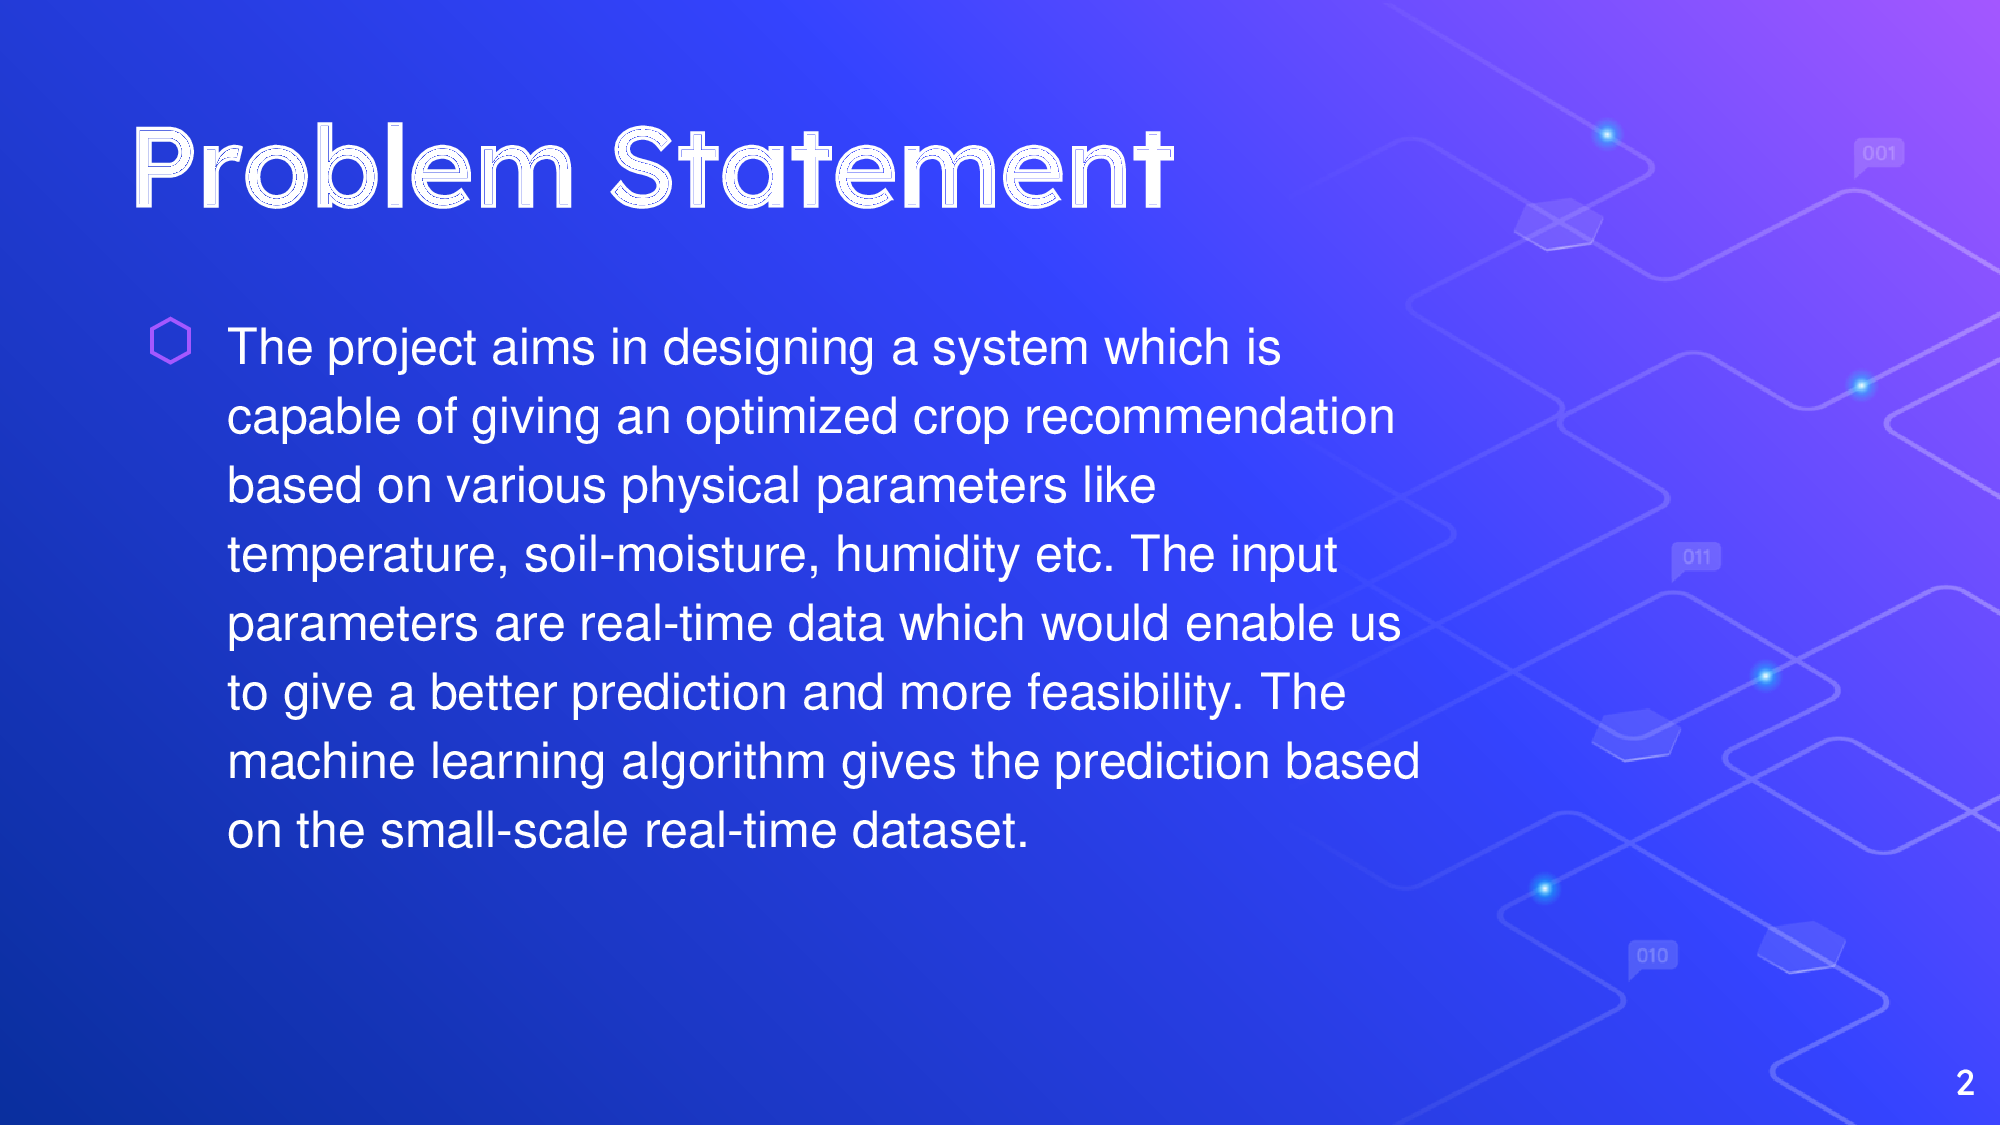 Problem Statement
The project aims in designing a system which is
capable of giving an optimized crop recommendation
based on various physical parameters like
temperature, soil-moisture, humidity etc. The input
parameters are real-time data which would enable us
to give a better prediction and more feasibility. The
machine learning algorithm gives the prediction based
on the small-scale real-time dataset.
001
011
010
2